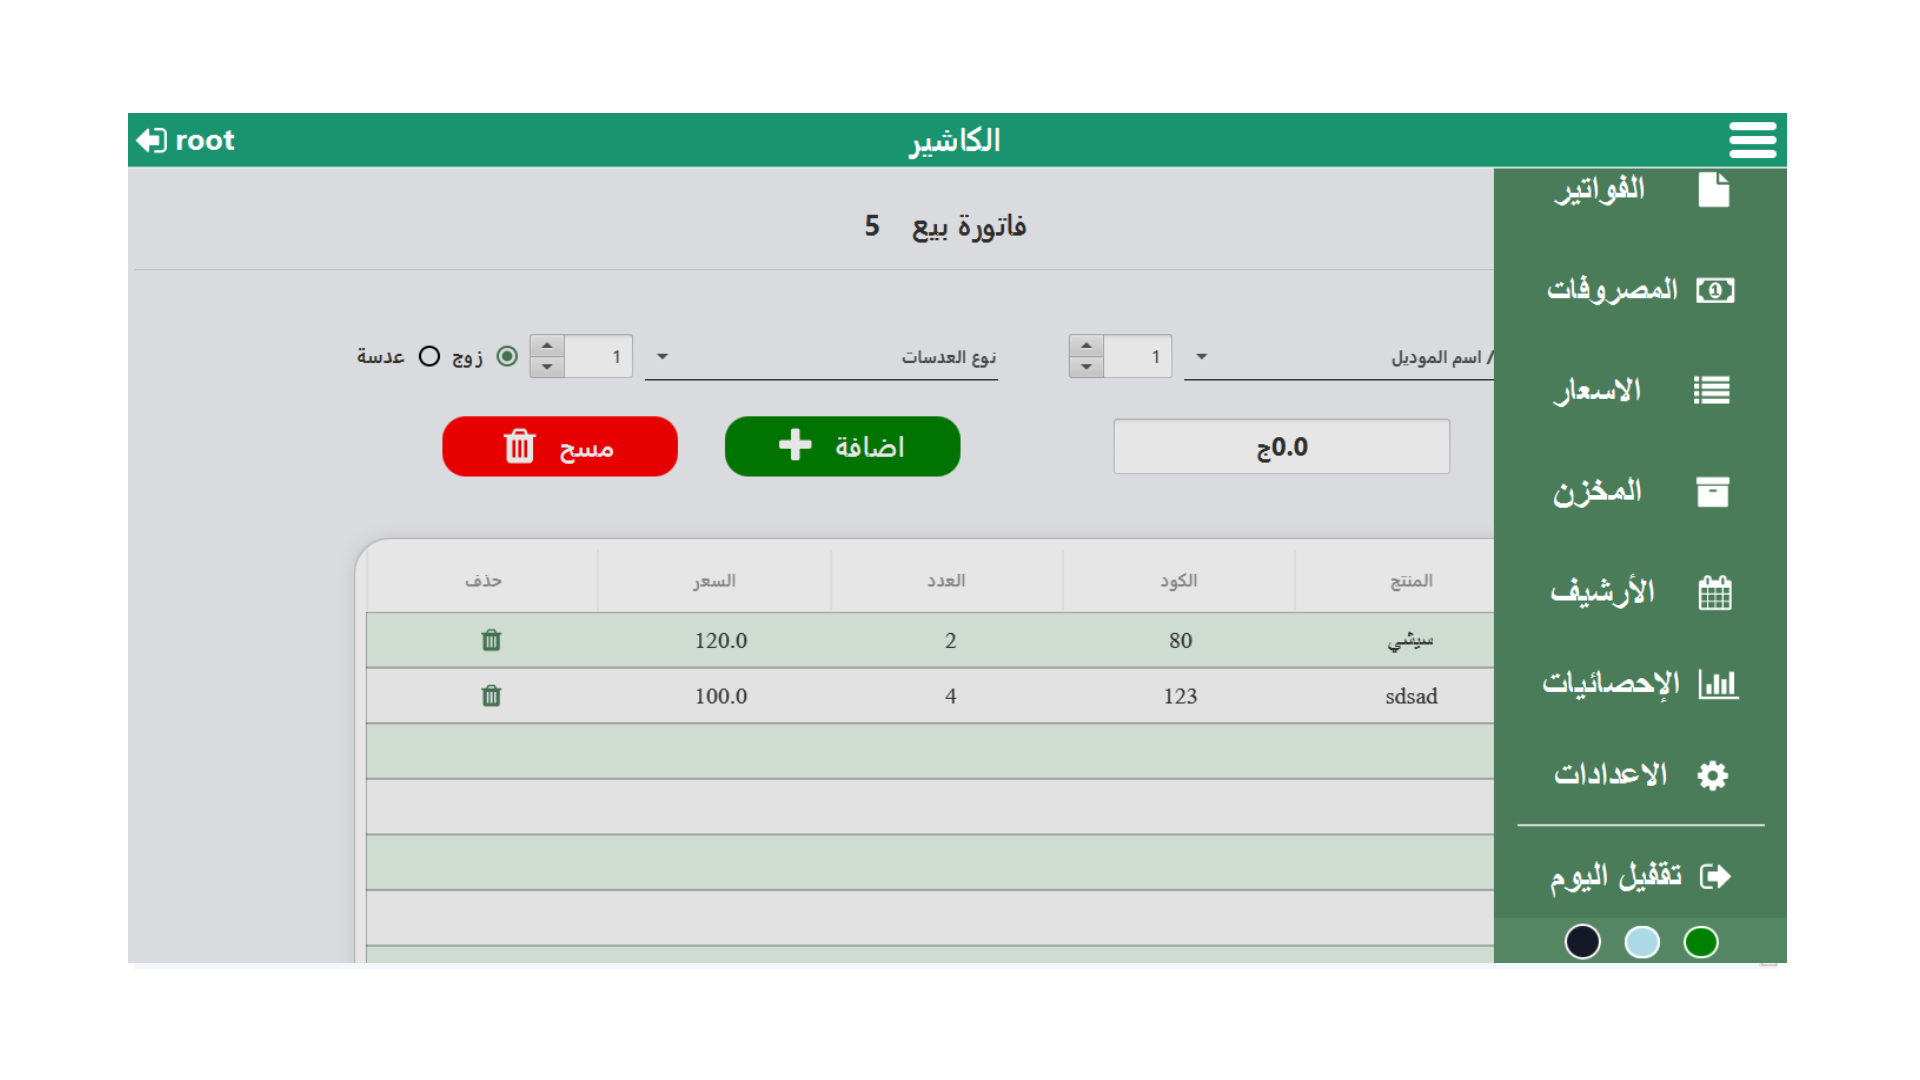 الكاشير
root
الفواتير
المصروفات
الاسعار
المخزن
الأرشيف
الإحصائيات
الاعدادات
تقفيل اليوم
فاتورة بيع 5
/ اسم الموديل 1 نوع العدسات 1 زوج عدسة
0.0ج اضافة مسح
المنتج الكود العدد السعر حذف
سيشي 80 2 120.0
sdsad 123 4 100.0